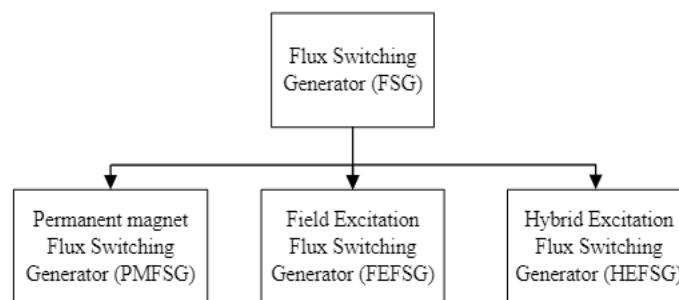 Flux Switching
Generator (FSG)
Permanent magnet
Flux Switching
Generator (PMFSG)
Field Excitation
Flux Switching
Generator (FEFSG)
Hybrid Excitation
Flux Switching
Generator (HEFSG)